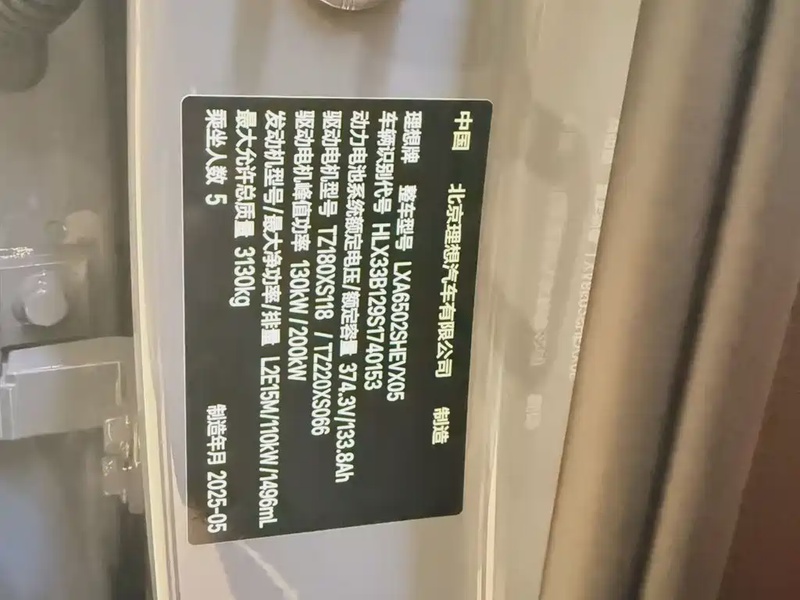 中国 北京理想汽车有限公司 制造
理想牌 整车型号 LXA6502SHEVX05
车辆识别代号 HLX33B129S1740153
动力电池系统额定电压/额定容量 374.3V/133.8Ah
驱动电机型号 TZ180XS118 /TZ220XS066
驱动电机峰值功率 130kW/200kW
发动机型号/最大净功率/排量 L2E15M/110kW/1496mL
最大允许总质量 3130kg
乘坐人数 5 制造年月 2025-05